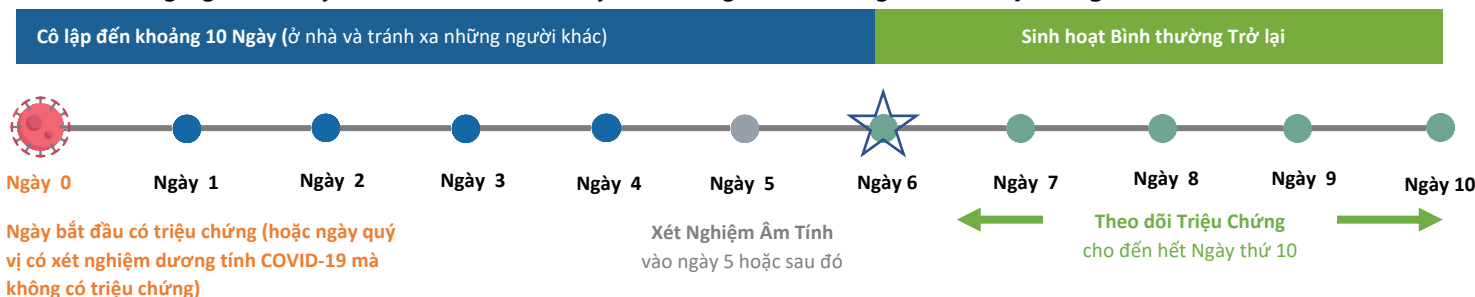 Cô lập đến khoảng 10 Ngày (ở nhà và tránh xa những người khác)
Sinh hoạt Bình thường Trở lại
Ngày 0
Ngày 1
Ngày 2
Ngày 3
Ngày 4
Ngày 5
Ngày 6
Ngày 7
Ngày 8
Ngày 9
Ngày 10
Ngày bắt đầu có triệu chứng (hoặc ngày quý
vị có xét nghiệm dương tính COVID-19 mà
không có triệu chứng)
Xét Nghiệm Âm Tính
vào ngày 5 hoặc sau đó
Theo dõi Triệu Chứng
cho đến hết Ngày thứ 10